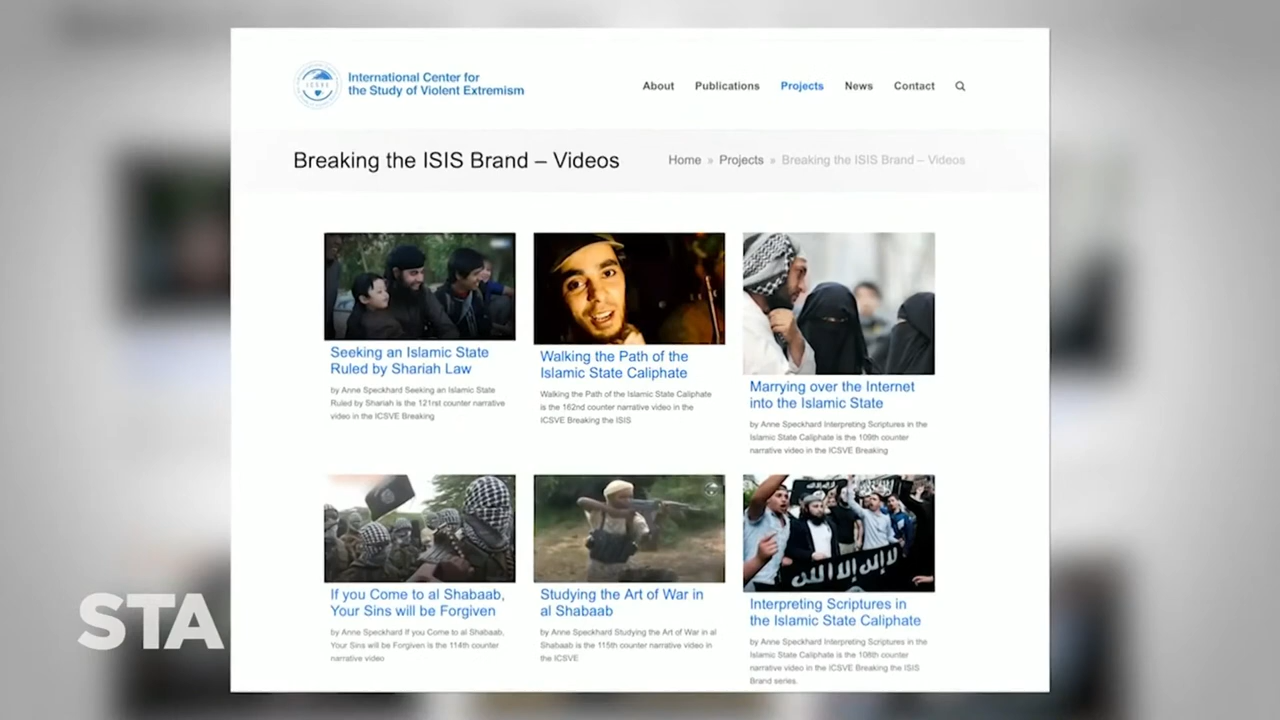 International Center for
the Study of Violent Extremism
About Publications Projects News Contact
Breaking the ISIS Brand – Videos
Home » Projects » Breaking the ISIS Brand – Videos
Seeking an Islamic State
Ruled by Shariah Law
by Anne Speckhard Seeking an Islamic State
Ruled by Shariah is the 121rst counter narrative
video in the ICSVE Breaking
Walking the Path of the
Islamic State Caliphate
Walking the Path of the Islamic State Caliphate
is the 162nd counter narrative video in the
ICSVE Breaking the ISIS
Marrying over the Internet
into the Islamic State
by Anne Speckhard Interpreting Scriptures in the
Islamic State Caliphate is the 109th counter
narrative video in the ICSVE Breaking
If you Come to al Shabaab,
Your Sins will be Forgiven
by Anne Speckhard If you Come to al Shabaab,
Your Sins will be Forgiven is the 114th counter
narrative video
Studying the Art of War in
al Shabaab
by Anne Speckhard Studying the Art of War in al
Shabaab is the 115th counter narrative video in
the ICSVE
لا إله إلا الله
Interpreting Scriptures in
the Islamic State Caliphate
by Anne Speckhard Interpreting Scriptures in the
Islamic State Caliphate is the 108th counter
narrative video in the ICSVE Breaking the ISIS
Brand series.
STA